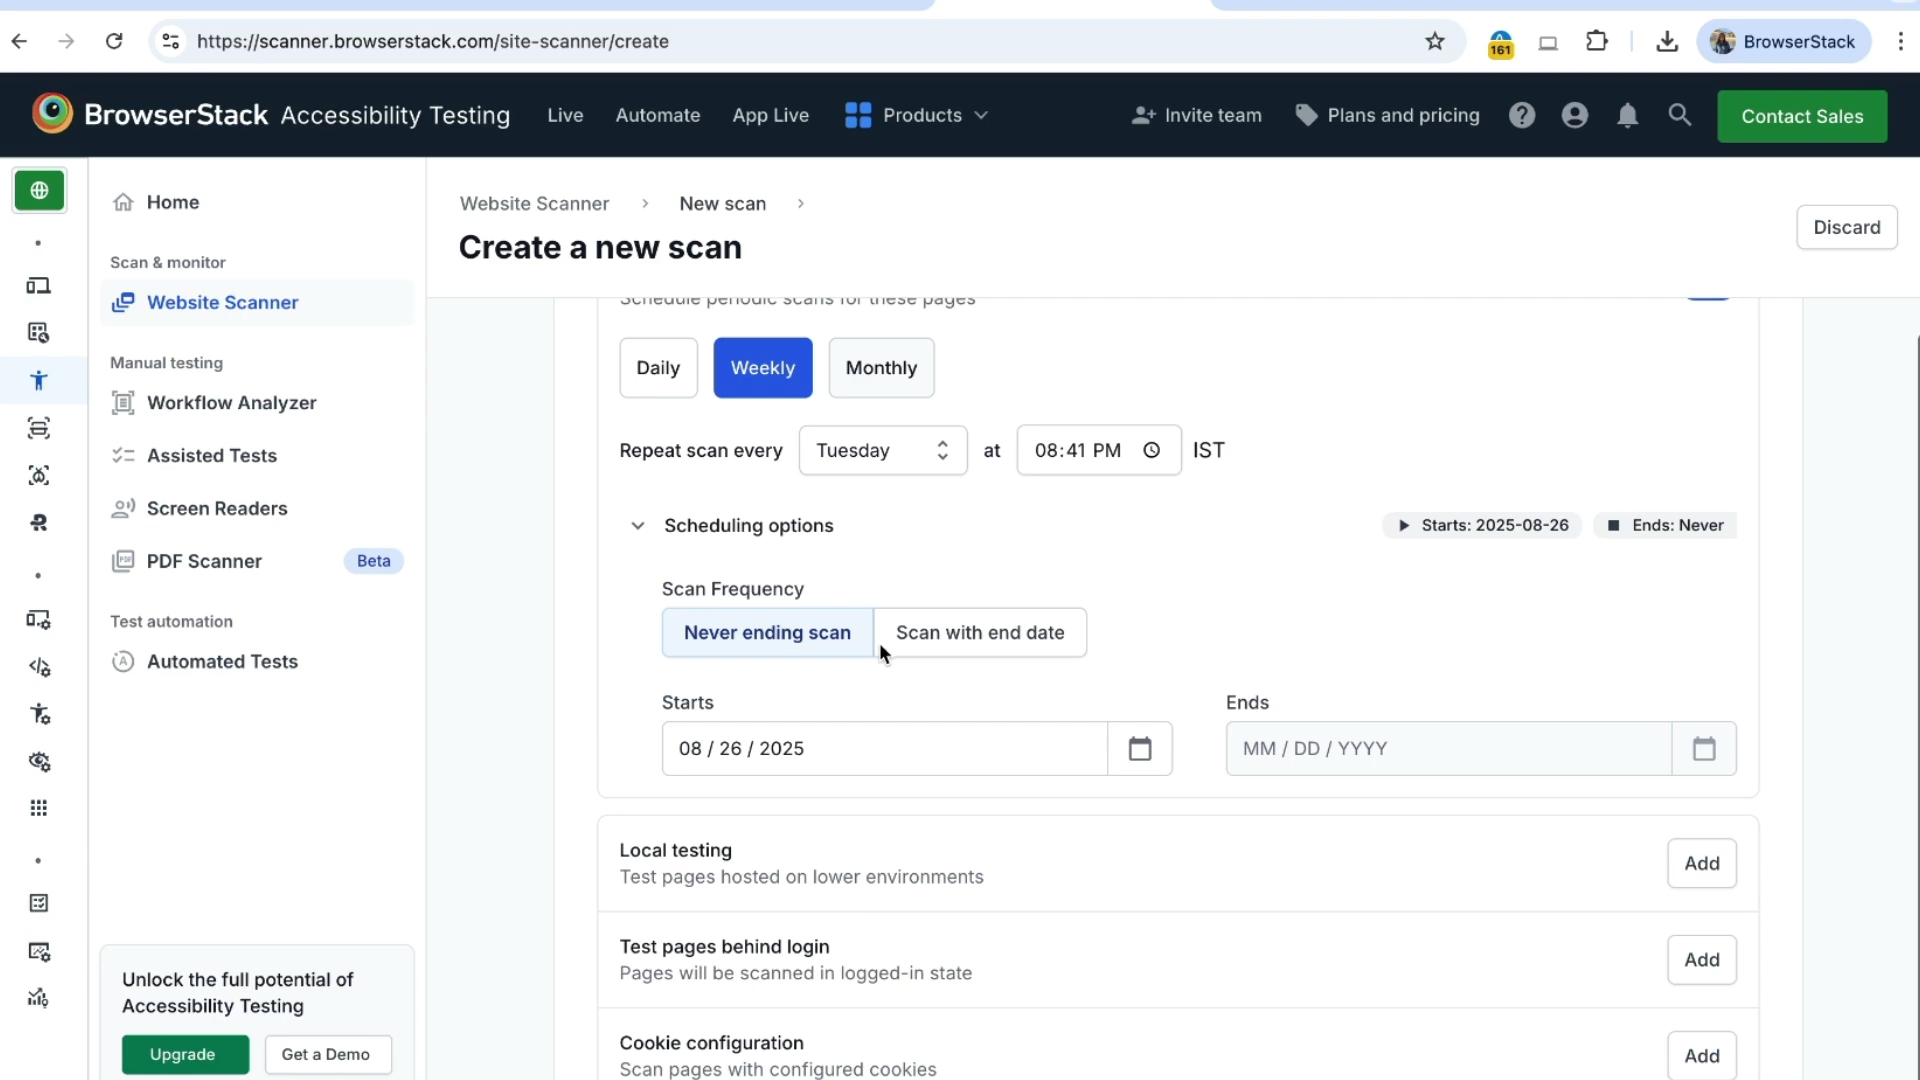 https://scanner.browserstack.com/site-scanner/create
161
BrowserStack
BrowserStack Accessibility Testing
Live
Automate
App Live
Products
Invite team
Plans and pricing
Contact Sales
Home
Scan & monitor
Website Scanner
Manual testing
Workflow Analyzer
Assisted Tests
Screen Readers
PDF Scanner
Beta
Test automation
Automated Tests
Unlock the full potential of
Accessibility Testing
Upgrade
Get a Demo
Website Scanner
New scan
Create a new scan
Discard
Schedule periodic scans for these pages
Daily
Weekly
Monthly
Repeat scan every
Tuesday
at
08:41 PM
IST
Scheduling options
Starts: 2025-08-26
Ends: Never
Scan Frequency
Never ending scan
Scan with end date
Starts
Ends
08 / 26 / 2025
MM / DD / YYYY
Local testing
Test pages hosted on lower environments
Add
Test pages behind login
Pages will be scanned in logged-in state
Add
Cookie configuration
Scan pages with configured cookies
Add